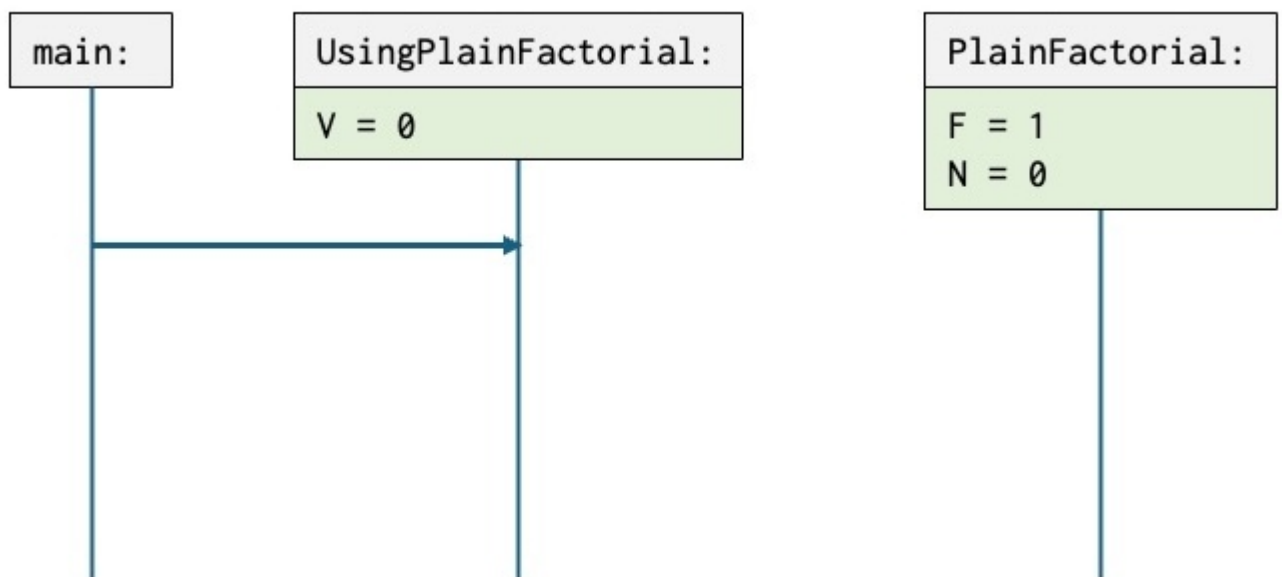 main:
UsingPlainFactorial:
V = 0
PlainFactorial:
F = 1
N = 0